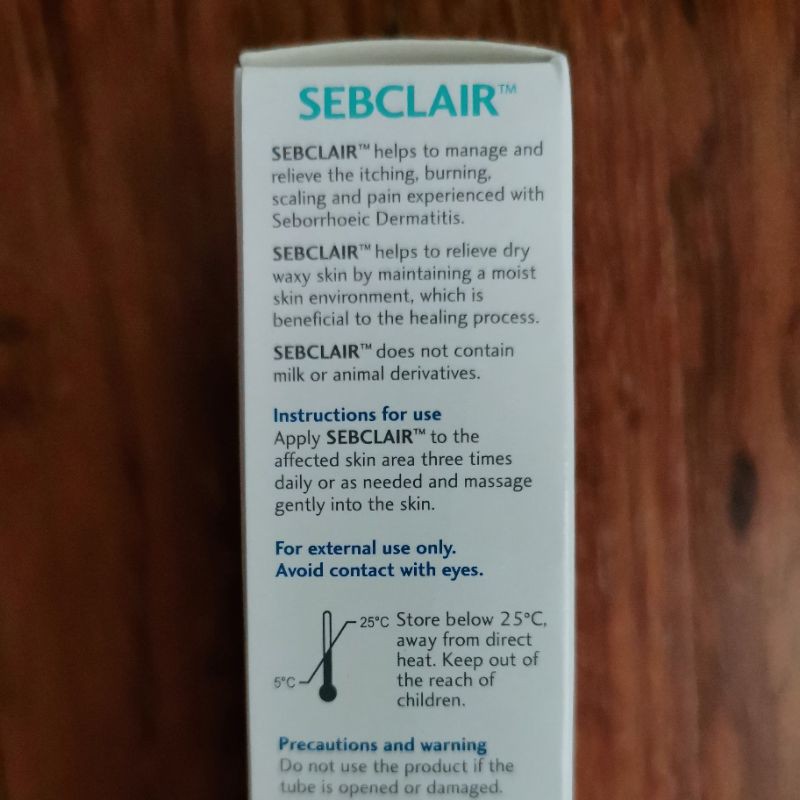 SEBCLAIR™
SEBCLAIR™ helps to manage and
relieve the itching, burning,
scaling and pain experienced with
Seborrhoeic Dermatitis.
SEBCLAIR™ helps to relieve dry
waxy skin by maintaining a moist
skin environment, which is
beneficial to the healing process.
SEBCLAIR™ does not contain
milk or animal derivatives.
Instructions for use
Apply SEBCLAIR™ to the
affected skin area three times
daily or as needed and massage
gently into the skin.
For external use only.
Avoid contact with eyes.
25°C
5°C
Store below 25°C,
away from direct
heat. Keep out of
the reach of
children.
Precautions and warning
Do not use the product if the
tube is opened or damaged.